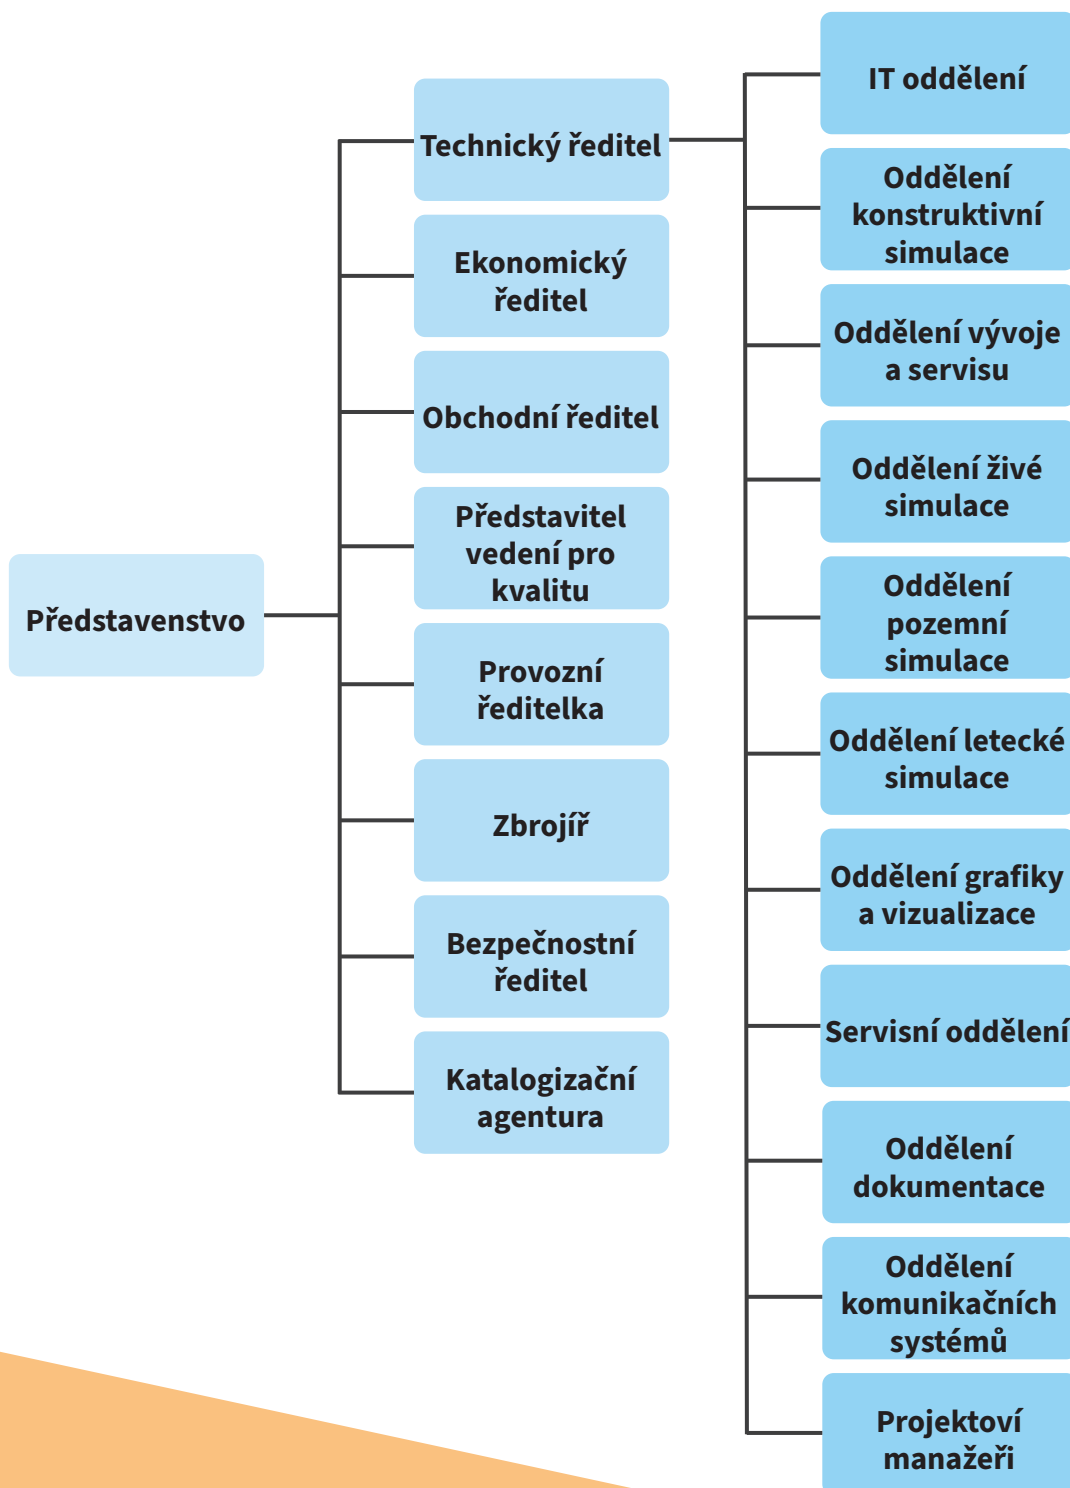 Představenstvo
Technický ředitel
Ekonomický
ředitel
Obchodní ředitel
Představitel
vedení pro
kvalitu
Provozní
ředitelka
Zbrojíř
Bezpečnostní
ředitel
Katalogizační
agentura
IT oddělení
Oddělení
konstruktivní
simulace
Oddělení vývoje
a servisu
Oddělení živé
simulace
Oddělení
pozemní
simulace
Oddělení letecké
simulace
Oddělení grafiky
a vizualizace
Servisní oddělení
Oddělení
dokumentace
Oddělení
komunikačních
systémů
Projektoví
manažeři